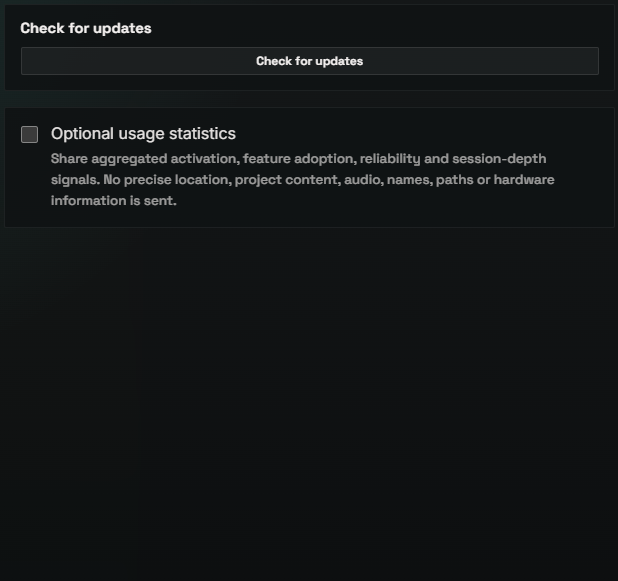 Check for updates
Check for updates
Optional usage statistics
Share aggregated activation, feature adoption, reliability and session-depth
signals. No precise location, project content, audio, names, paths or hardware
information is sent.